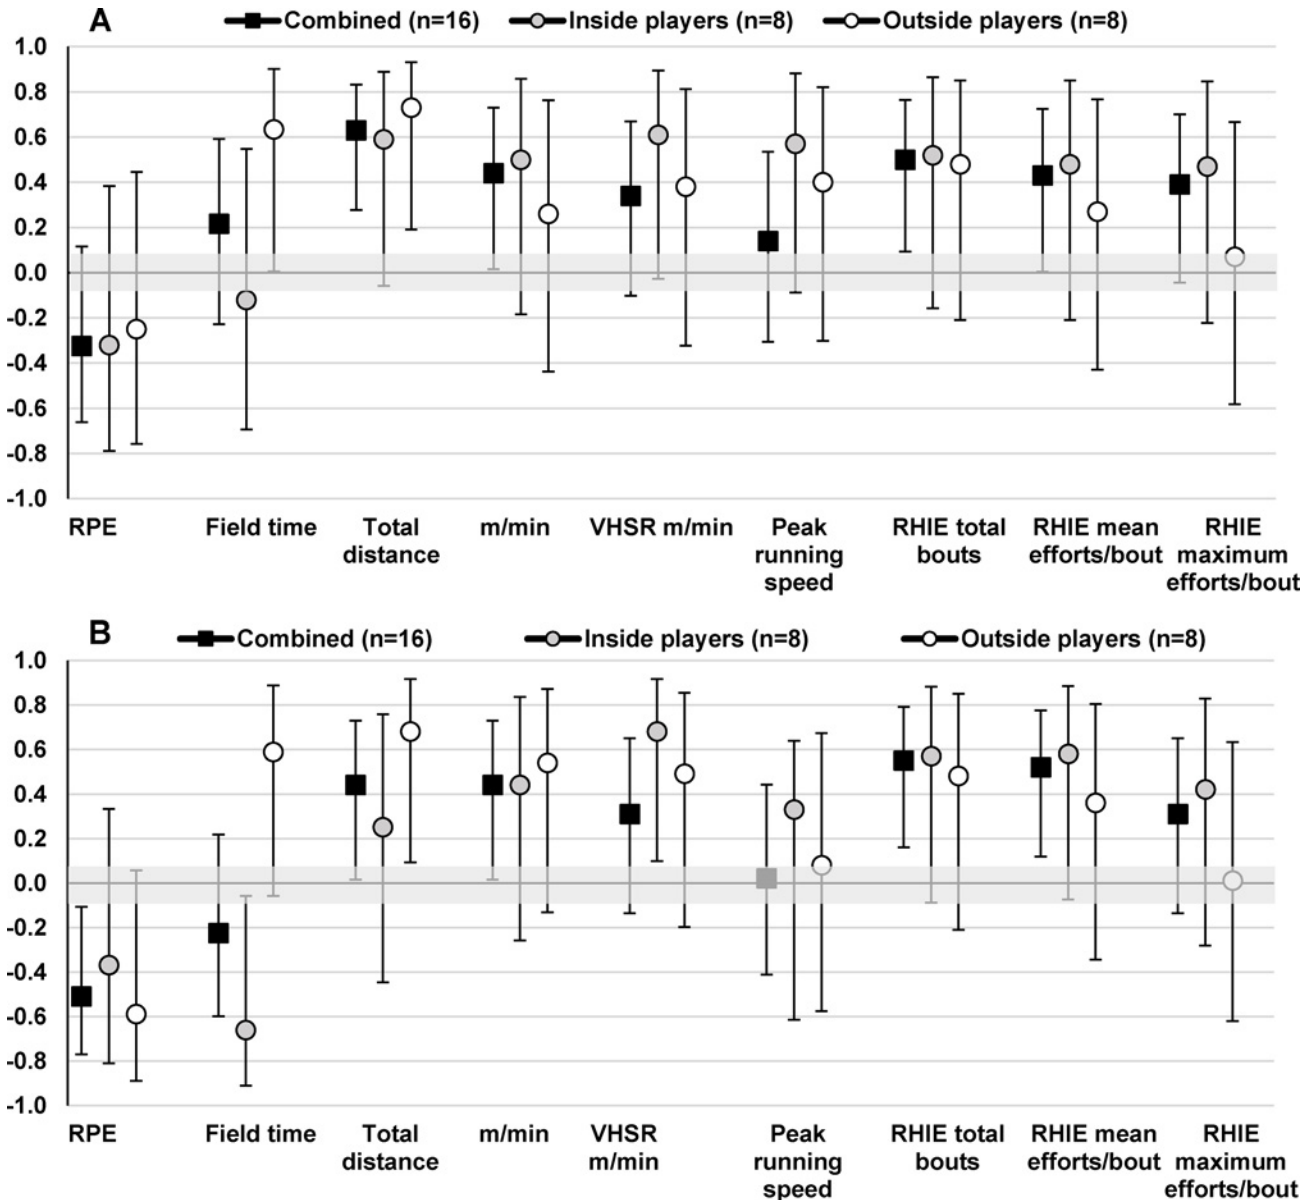 A
Combined (n=16) Inside players (n=8) Outside players (n=8)
1.0
0.8
0.6
0.4
0.2
0.0
-0.2
-0.4
-0.6
-0.8
-1.0
RPE Field time Total m/min VHSR m/min Peak RHIE total RHIE mean RHIE
distance running bouts efforts/bout maximum
speed efforts/bout
B
Combined (n=16) Inside players (n=8) Outside players (n=8)
1.0
0.8
0.6
0.4
0.2
0.0
-0.2
-0.4
-0.6
-0.8
-1.0
RPE Field time Total m/min VHSR Peak RHIE total RHIE mean RHIE
distance m/min running bouts efforts/bout maximum
speed efforts/bout